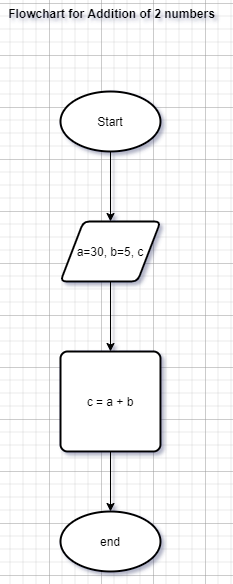 Flowchart for Addition of 2 numbers
Start
a=30, b=5, c
c = a + b
end